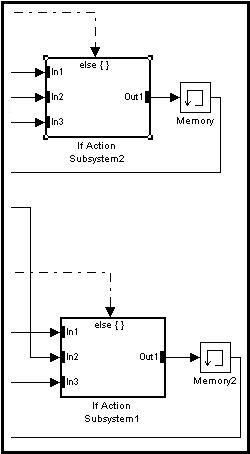 else { }
In1
In2
In3
Out1
Memory
If Action
Subsystem2
else { }
In1
In2
In3
Out1
Memory2
If Action
Subsystem1